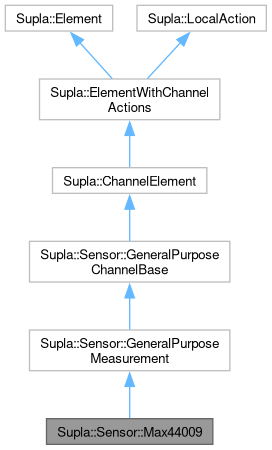 Supla::Element
Supla::LocalAction
Supla::ElementWithChannel
Actions
Supla::ChannelElement
Supla::Sensor::GeneralPurpose
ChannelBase
Supla::Sensor::GeneralPurpose
Measurement
Supla::Sensor::Max44009